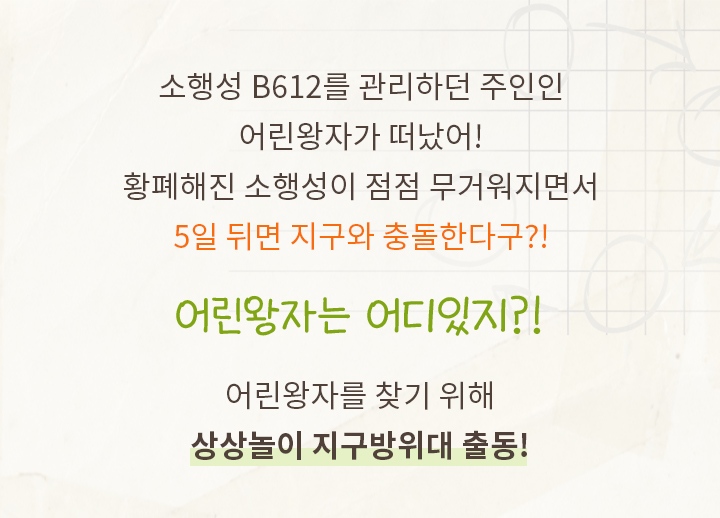 소행성 B612를 관리하던 주인인
어린왕자가 떠났어!
황폐해진 소행성이 점점 무거워지면서
5일 뒤면 지구와 충돌한다구?!
어린왕자는 어디있지?!
어린왕자를 찾기 위해
상상놀이 지구방위대 출동!